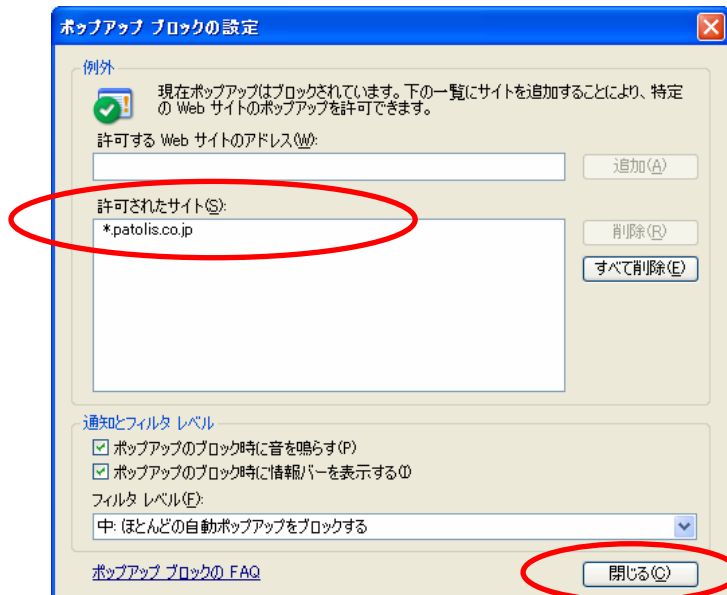 ポップアップ ブロックの設定
例外
現在ポップアップはブロックされています。下の一覧にサイトを追加することにより、特定
の Web サイトのポップアップを許可できます。
許可する Web サイトのアドレス(W):
追加(A)
許可されたサイト(S):
*.patolis.co.jp
削除(R)
すべて削除(E)
通知とフィルタ レベル
ポップアップのブロック時に音を鳴らす(P)
ポップアップのブロック時に情報バーを表示する(I)
フィルタ レベル(F):
中: ほとんどの自動ポップアップをブロックする
ポップアップ ブロックの FAQ
閉じる(C)